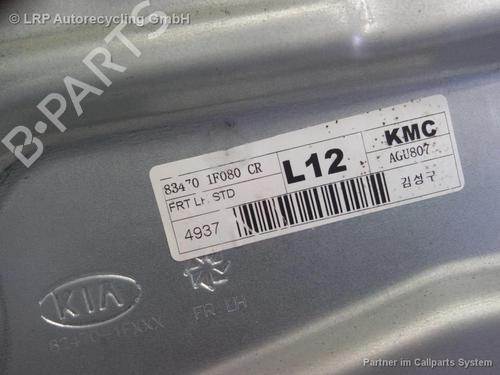 LRP Autorecycling GmbH
B-PARTS
83470 1F080 CR
FRT LH STD
4937
L12
KMC
AGU807
김성구
KIA
FR LH
Partner im Callparts System